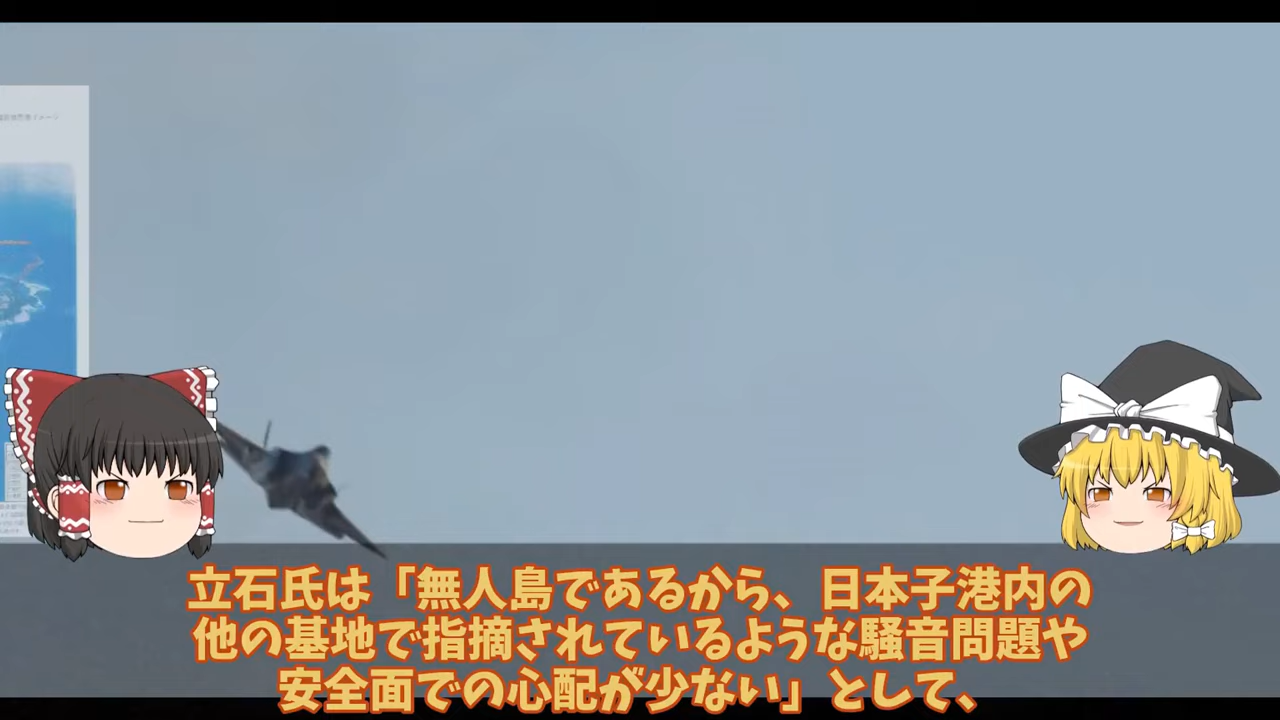 立石氏は「無人島であるから、日本子港内の
他の基地で指摘されているような騒音問題や
安全面での心配が少ない」として、